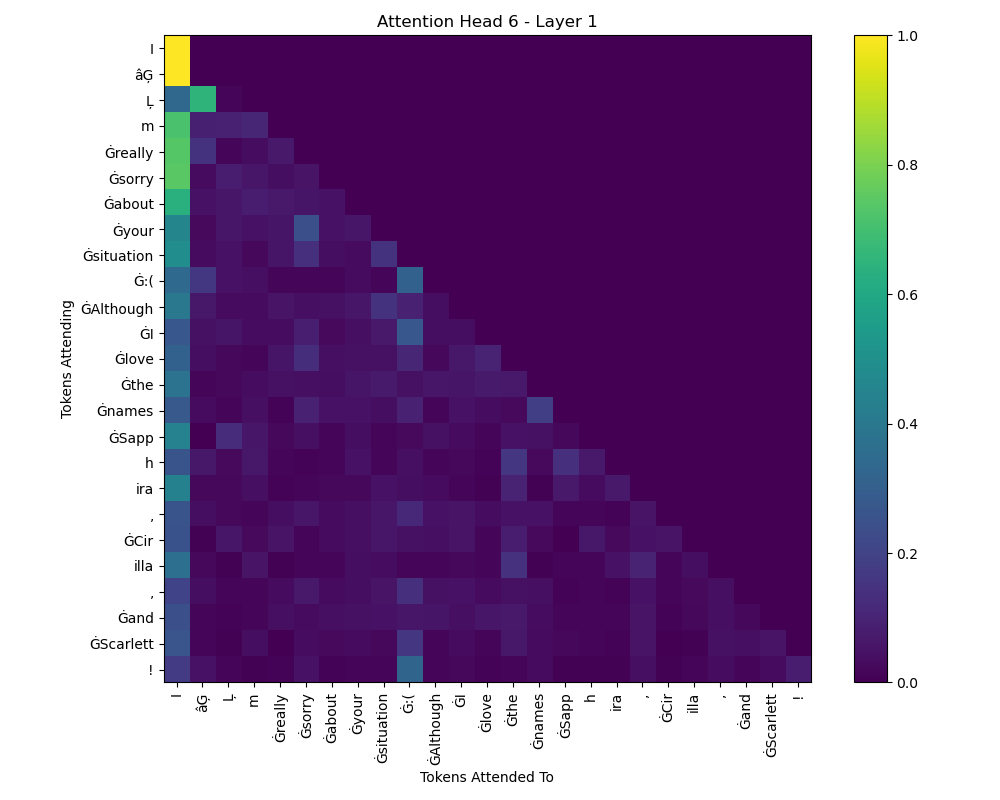 Attention Head 6 - Layer 1
Tokens Attending
I
âĢ
Ļ
m
Ġreally
Ġsorry
Ġabout
Ġyour
Ġsituation
Ġ:(
ĠAlthough
ĠI
Ġlove
Ġthe
Ġnames
ĠSapp
h
ira
,
ĠCir
illa
,
Ġand
ĠScarlett
!
I
âĢ
Ļ
m
Ġreally
Ġsorry
Ġabout
Ġyour
Ġsituation
Ġ:(
ĠAlthough
ĠI
Ġlove
Ġthe
Ġnames
ĠSapp
h
ira
,
ĠCir
illa
,
Ġand
ĠScarlett
!
Tokens Attended To
1.0
0.8
0.6
0.4
0.2
0.0